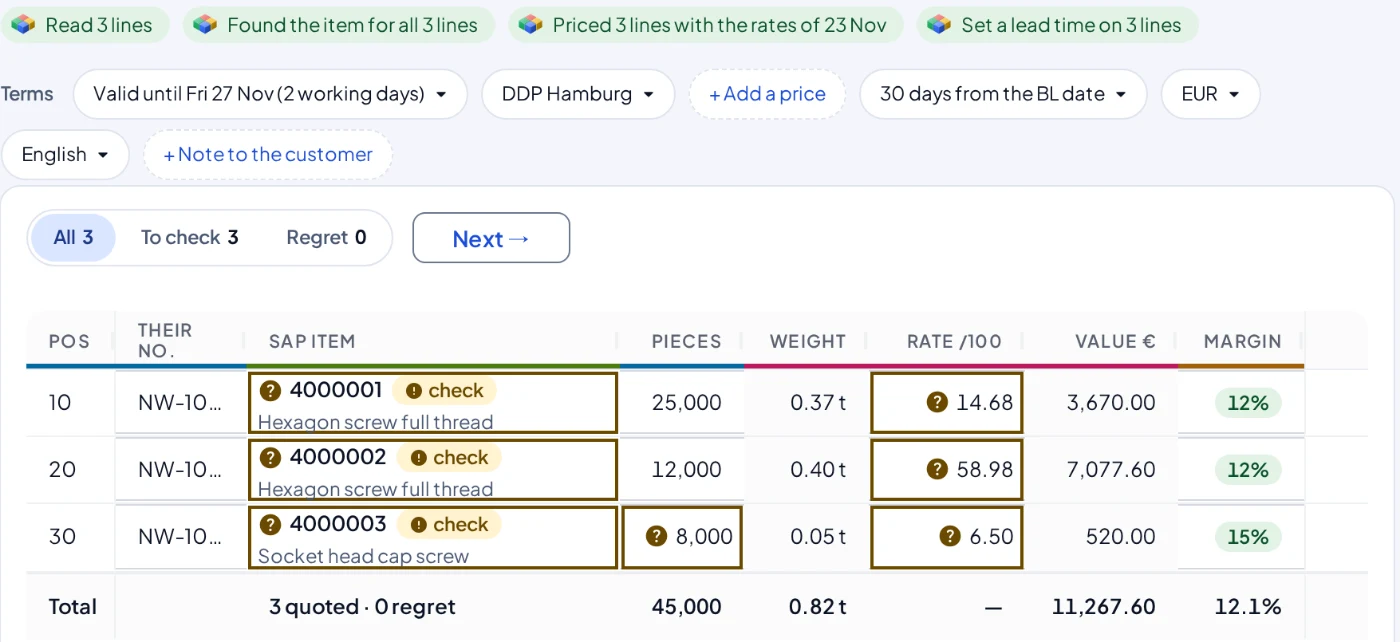 Read 3 lines Found the item for all 3 lines Priced 3 lines with the rates of 23 Nov Set a lead time on 3 lines
Terms Valid until Fri 27 Nov (2 working days) DDP Hamburg + Add a price 30 days from the BL date EUR
English + Note to the customer
All 3 To check 3 Regret 0 Next →
POS THEIR NO. SAP ITEM PIECES WEIGHT RATE /100 VALUE € MARGIN
10 NW-10... ? 4000001 ! check 25,000 0.37 t ? 14.68 3,670.00 12%
Hexagon screw full thread
20 NW-10... ? 4000002 ! check 12,000 0.40 t ? 58.98 7,077.60 12%
Hexagon screw full thread
30 NW-10... ? 4000003 ! check ? 8,000 0.05 t ? 6.50 520.00 15%
Socket head cap screw
Total 3 quoted · 0 regret 45,000 0.82 t — 11,267.60 12.1%